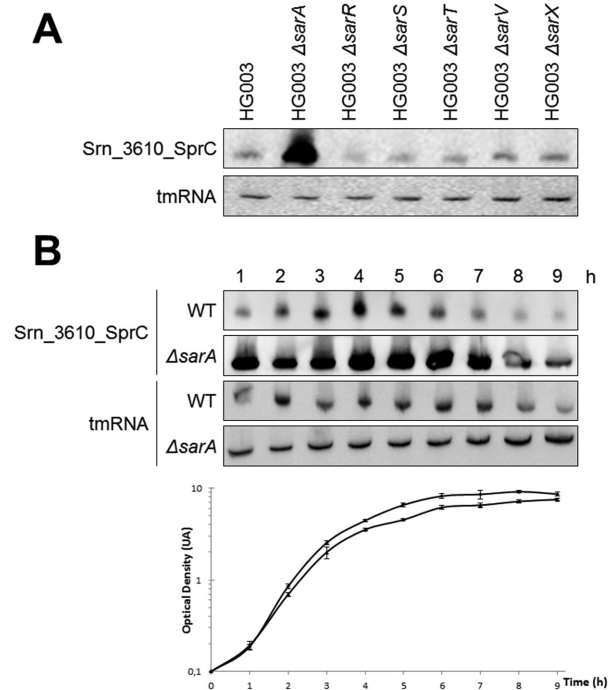 A
HG003
HG003 ΔsarA
HG003 ΔsarR
HG003 ΔsarS
HG003 ΔsarT
HG003 ΔsarV
HG003 ΔsarX
Srn_3610_SprC
tmRNA
B
1 2 3 4 5 6 7 8 9 h
Srn_3610_SprC
WT
ΔsarA
tmRNA
WT
ΔsarA
Optical Density (UA)
10
1
0,1
0 1 2 3 4 5 6 7 8 9 Time (h)